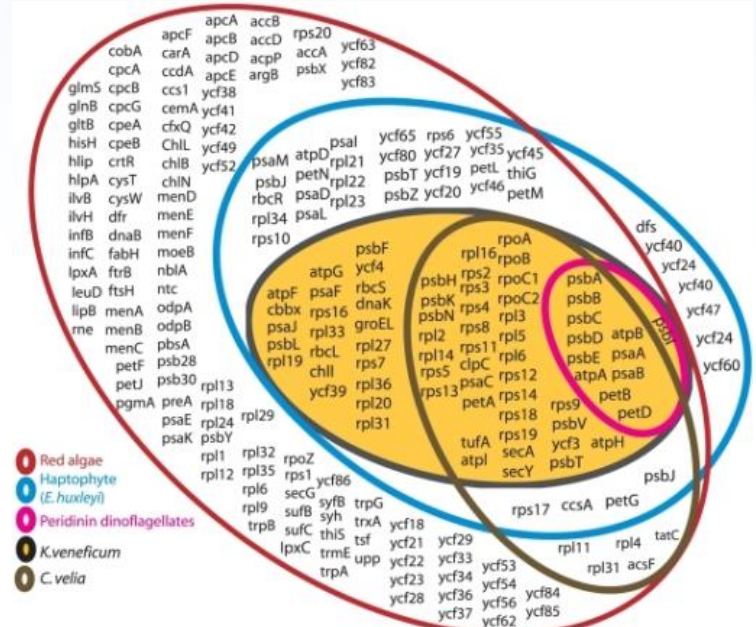 apcA accB
apcF apcB accD rps20
cobA carA apcD acpP accA ycf63
cpcA ccdA apcE argB psbX ycf82
glmS cpcB ccs1 ycf38 ycf83
glnB cpcG cemA ycf41
gltB cpeA cfxQ ycf42
hisH cpeB ChlL ycf49
hlip crtR chlB ycf52
hlpA cysT chlN
ilvB cysW menD
ilvH dfr menE
infB dnaB menF
infC fabH moeB
lpxA ftrB nblA
leuD ftsH ntc
lipB menA odpA
rne menB odpB
menC pbsA
petF psb28
petJ psb30 rpl13
pgmA preA rpl18 rpl29
psaE rpl24
psaK psbY
rpl1 rpl32 rpoZ
rpl12 rpl35 rps1 ycf86
rpl6 secG syfB trpG
rpl9 sufB syh trxA ycf18
trpB sufC thiS tsf ycf21 ycf29
lpxC trmE upp ycf22 ycf33 ycf53
trpA ycf23 ycf34 ycf54
ycf28 ycf36 ycf56 ycf84
ycf37 ycf62 ycf85
psaM atpD psaI ycf65 rps6 ycf55
psbJ petN rpl21 ycf80 ycf27 ycf35 ycf45
rbcR psaD rpl22 psbT ycf19 petL thiG
rpl34 psaL rpl23 psbZ ycf20 ycf46 petM
rps10
dfs
ycf40
ycf24
ycf40
ycf47
ycf24
ycf60
psbF
atpG ycf4
atpF psaF rbcS
cbbx rps16 dnaK
psaJ rpl33 groEL
psbL rbcL rpl27
rpl19 chlI rps7
ycf39 rpl36
rpl20
rpl31
rpoA
rpl16 rpoB
psbH rps2 rpoC1
psbK rps3 rpoC2
psbN rps4 rpl3
rpl2 rps8 rpl5
rpl14 rps11 rpl6
rps5 clpC rps12
rps13 psaC rps14
petA rps18 rps9
tufA rps19 psbV
atpI secA ycf3 atpH
secY psbT
psbA
psbB
psbC
psbD atpB
psbE psaA
atpA psaB
petB
petD
psbJ
rps17 ccsA petG
rpl11 rpl4 tatC
rpl31 acsF
Red algae
Haptophyte
(E.huxleyi)
Peridinin dinoflagellates
K.veneficum
C.velia